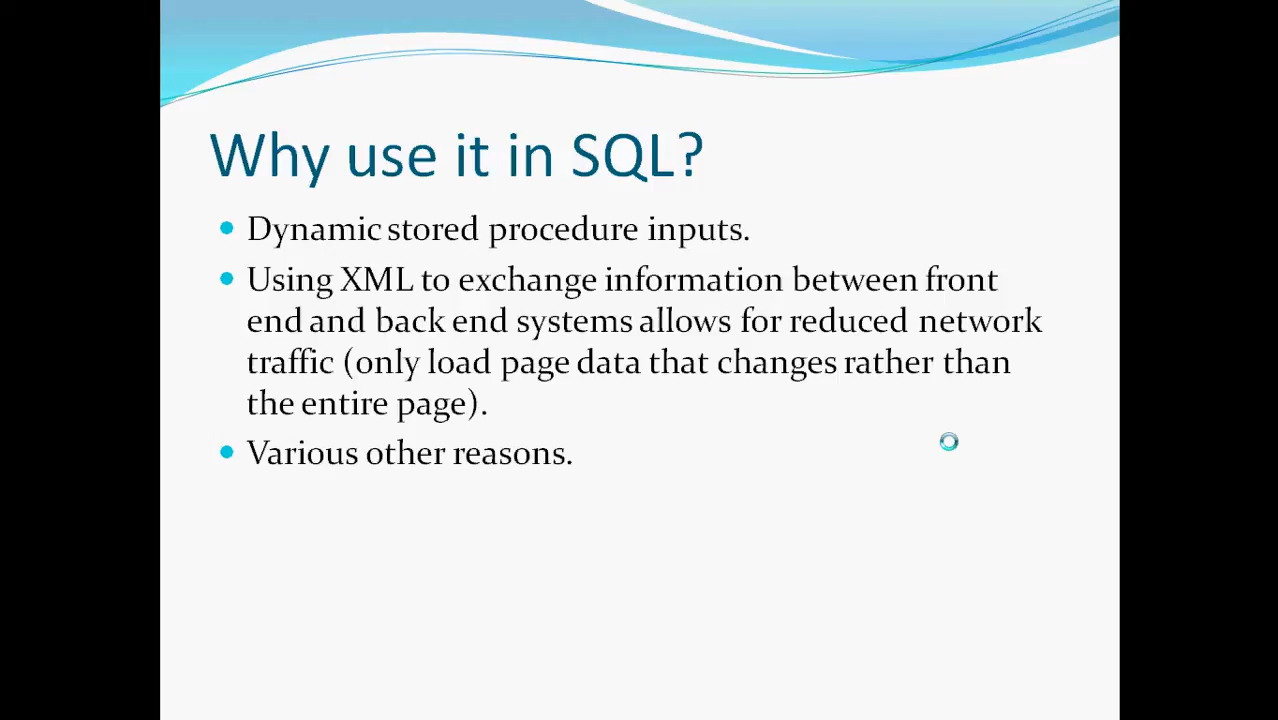 Why use it in SQL?
Dynamic stored procedure inputs.
Using XML to exchange information between front
end and back end systems allows for reduced network
traffic (only load page data that changes rather than
the entire page).
Various other reasons.